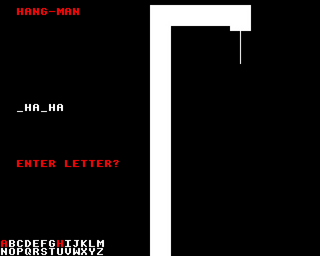 HANG-MAN
_HA_HA
ENTER LETTER?
ABCDEFGHIJKLM
NOPQRSTUVWXYZ